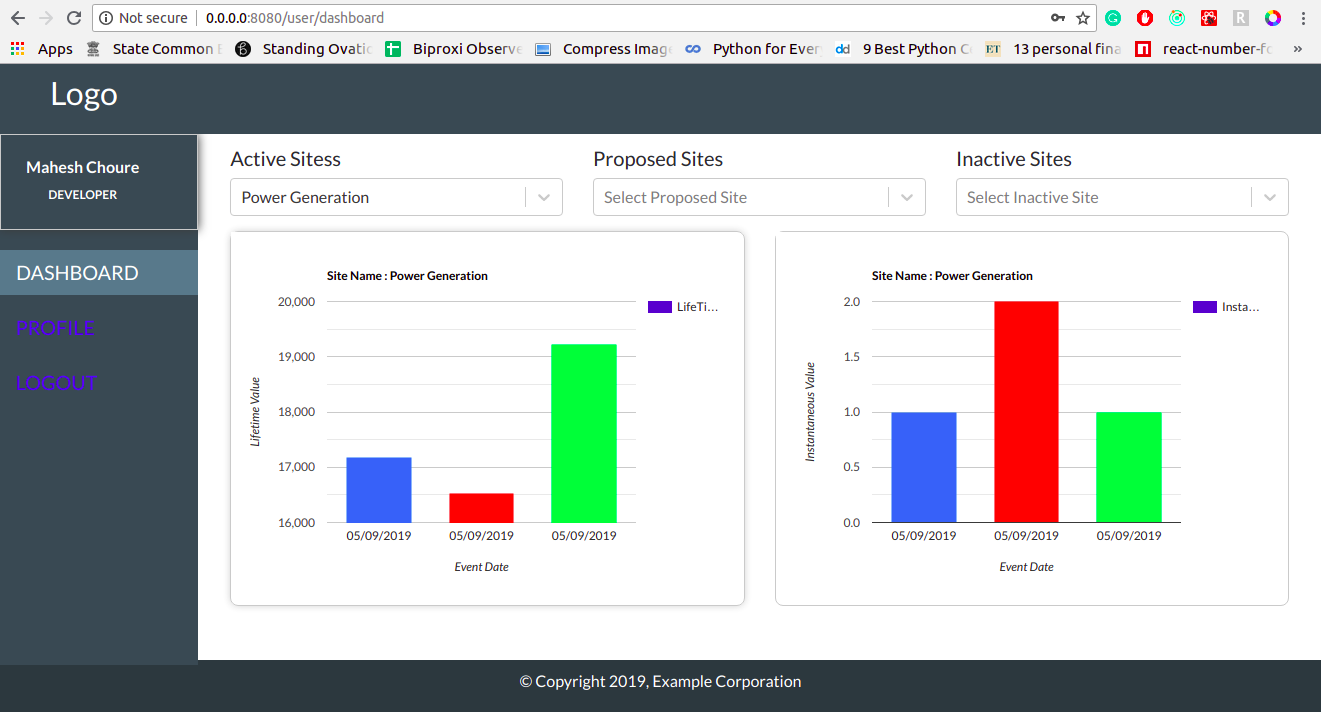 Not secure 0.0.0.0:8080/user/dashboard
Apps State Common Standing Ovatic Biproxi Observe Compress Image Python for Ever 9 Best Python Co ET 13 personal fina react-number-fo »
Logo
Mahesh Choure
DEVELOPER
DASHBOARD
PROFILE
LOGOUT
Active Sitess Proposed Sites Inactive Sites
Power Generation Select Proposed Site Select Inactive Site
Site Name : Power Generation
LifeTi...
20,000
19,000
18,000
17,000
16,000
Lifetime Value
05/09/2019 05/09/2019 05/09/2019
Event Date
Site Name : Power Generation
Insta...
2.0
1.5
1.0
0.5
0.0
Instantaneous Value
05/09/2019 05/09/2019 05/09/2019
Event Date
© Copyright 2019, Example Corporation